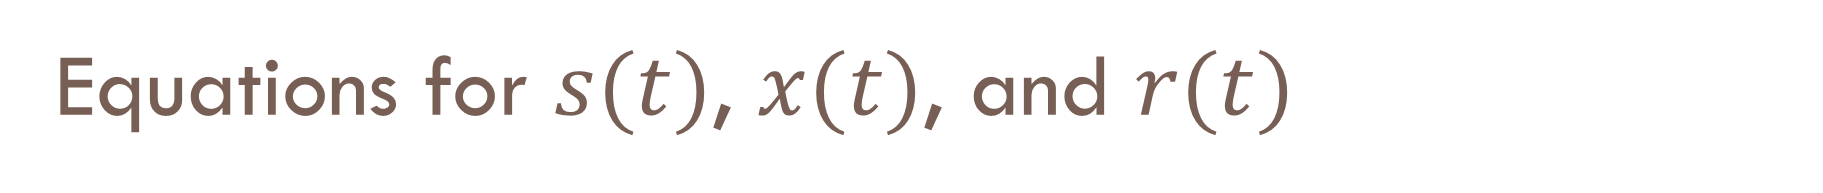 Equations for s(t), x(t), and r(t)